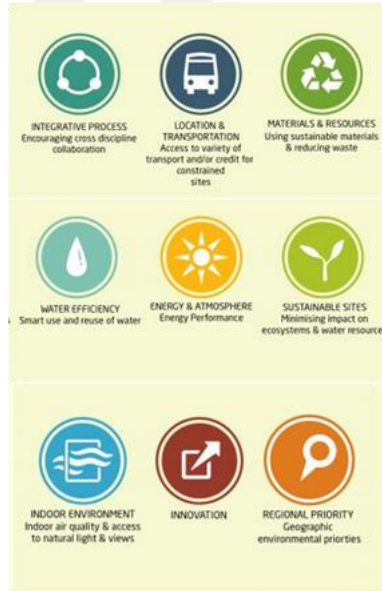 INTEGRATIVE PROCESS
Encouraging cross discipline
collaboration
LOCATION &
TRANSPORTATION
Access to variety of
transport and/or credit for
constrained
sites
MATERIALS & RESOURCES
Using sustainable materials
& reducing waste
s
WATER EFFICIENCY
Smart use and reuse of water
ENERGY & ATMOSPHERE
Energy Performance
SUSTAINABLE SITES
Minimising impact on
ecosystems & water resource
INDOOR ENVIRONMENT
Indoor air quality & access
to natural light & views
INNOVATION
REGIONAL PRIORITY
Geographic
environmental priorties